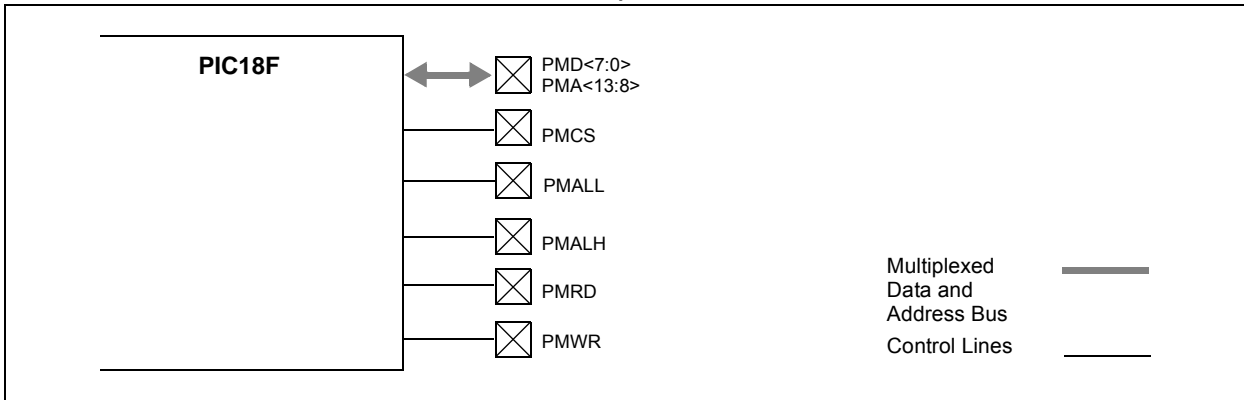 PIC18F
PMD<7:0>
PMA<13:8>
PMCS
PMALL
PMALH
PMRD
PMWR
Multiplexed
Data and
Address Bus
Control Lines